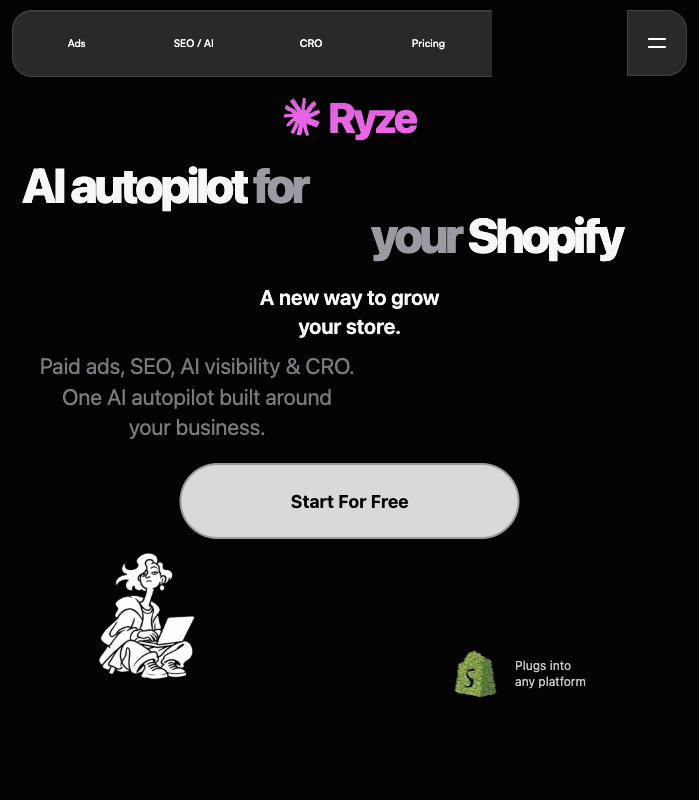 Ads
SEO / AI
CRO
Pricing
Ryze
AI autopilot for
your Shopify
A new way to grow
your store.
Paid ads, SEO, AI visibility & CRO.
One AI autopilot built around
your business.
Start For Free
S
Plugs into
any platform